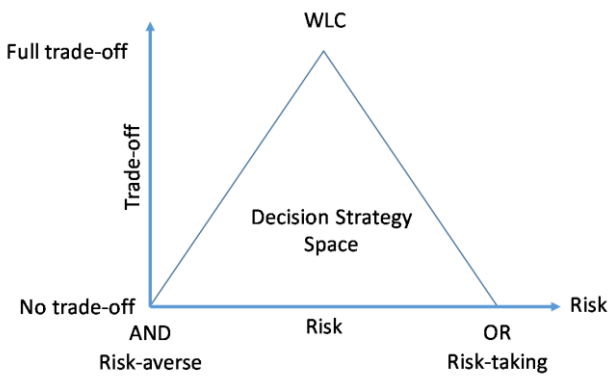 WLC
Full trade-off
Trade-off
Decision Strategy
Space
No trade-off
Risk
Risk
AND
OR
Risk-averse
Risk-taking